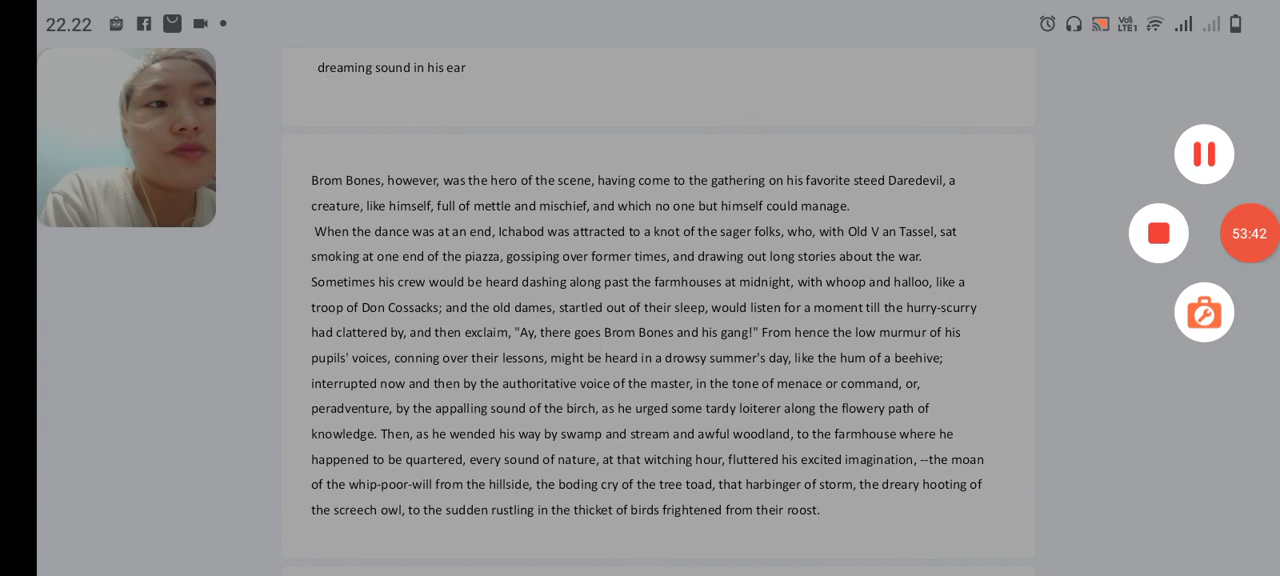 22.22
VoLTE1
dreaming sound in his ear
Brom Bones, however, was the hero of the scene, having come to the gathering on his favorite steed Daredevil, a
creature, like himself, full of mettle and mischief, and which no one but himself could manage.
When the dance was at an end, Ichabod was attracted to a knot of the sager folks, who, with Old V an Tassel, sat
smoking at one end of the piazza, gossiping over former times, and drawing out long stories about the war.
Sometimes his crew would be heard dashing along past the farmhouses at midnight, with whoop and halloo, like a
troop of Don Cossacks; and the old dames, startled out of their sleep, would listen for a moment till the hurry-scurry
had clattered by, and then exclaim, "Ay, there goes Brom Bones and his gang!" From hence the low murmur of his
pupils' voices, conning over their lessons, might be heard in a drowsy summer's day, like the hum of a beehive;
interrupted now and then by the authoritative voice of the master, in the tone of menace or command, or,
peradventure, by the appalling sound of the birch, as he urged some tardy loiterer along the flowery path of
knowledge. Then, as he wended his way by swamp and stream and awful woodland, to the farmhouse where he
happened to be quartered, every sound of nature, at that witching hour, fluttered his excited imagination, --the moan
of the whip-poor-will from the hillside, the boding cry of the tree toad, that harbinger of storm, the dreary hooting of
the screech owl, to the sudden rustling in the thicket of birds frightened from their roost.
53:42